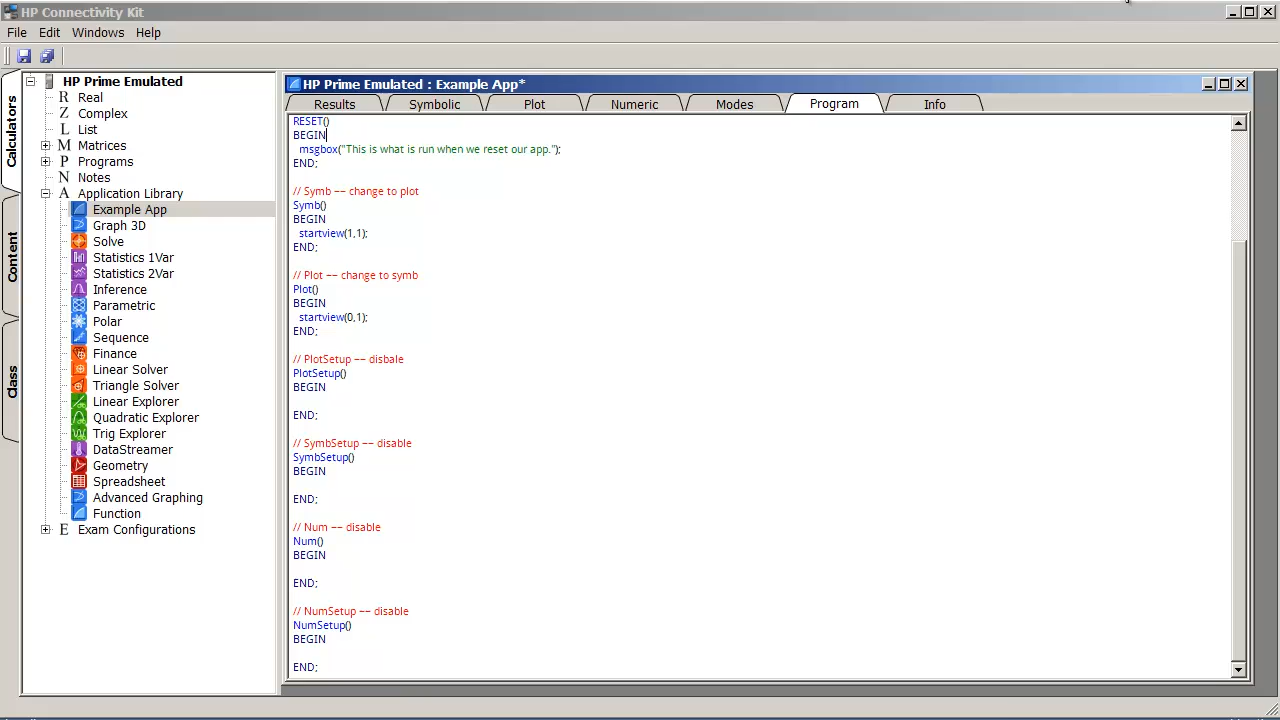 HP Connectivity Kit
File Edit Windows Help
Calculators
Content
Class
HP Prime Emulated
R Real
Z Complex
L List
M Matrices
P Programs
N Notes
A Application Library
Example App
Graph 3D
Solve
Statistics 1Var
Statistics 2Var
Inference
Parametric
Polar
Sequence
Finance
Linear Solver
Triangle Solver
Linear Explorer
Quadratic Explorer
Trig Explorer
DataStreamer
Geometry
Spreadsheet
Advanced Graphing
Function
E Exam Configurations
HP Prime Emulated : Example App*
Results Symbolic Plot Numeric Modes Program Info
RESET()
BEGIN
msgbox("This is what is run when we reset our app.");
END;
// Symb -- change to plot
Symb()
BEGIN
startview(1,1);
END;
// Plot -- change to symb
Plot()
BEGIN
startview(0,1);
END;
// PlotSetup -- disbale
PlotSetup()
BEGIN
END;
// SymbSetup -- disable
SymbSetup()
BEGIN
END;
// Num -- disable
Num()
BEGIN
END;
// NumSetup -- disable
NumSetup()
BEGIN
END;